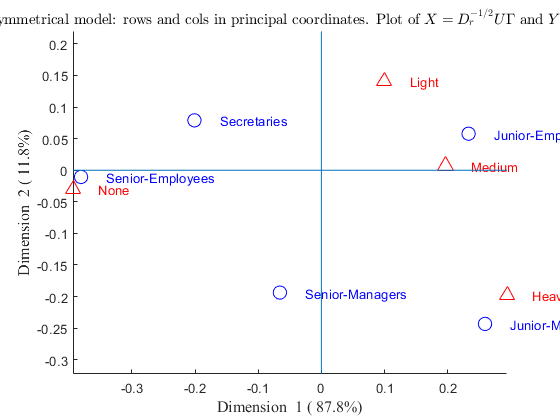 ymmetrical model: rows and cols in principal coordinates. Plot of $X = D_r^{-1/2}U\Gamma$ and $Y$
0.2
0.15
0.1
0.05
0
-0.05
-0.1
-0.15
-0.2
-0.25
-0.3
Dimension 2 ( 11.8%)
Light
Secretaries
Junior-Emp
Medium
Senior-Employees
None
Senior-Managers
Heav
Junior-M
-0.3 -0.2 -0.1 0 0.1 0.2
Dimension 1 ( 87.8%)